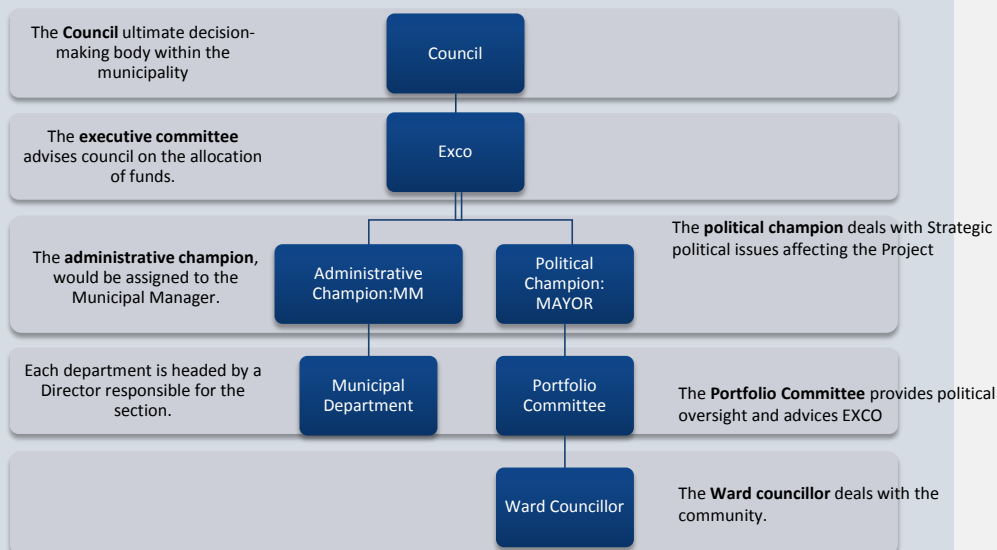 The Council ultimate decision-
making body within the
municipality
Council
The executive committee
advises council on the allocation
of funds.
Exco
The administrative champion,
would be assigned to the
Municipal Manager.
Administrative
Champion:MM
Political
Champion:
MAYOR
The political champion deals with Strategic
political issues affecting the Project
Each department is headed by a
Director responsible for the
section.
Municipal
Department
Portfolio
Committee
The Portfolio Committee provides political
oversight and advices EXCO
Ward Councillor
The Ward councillor deals with the
community.